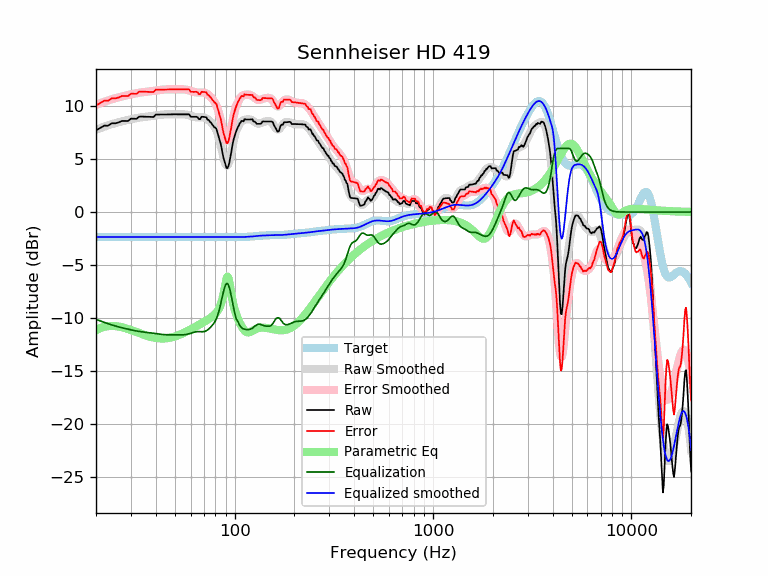 Sennheiser HD 419
Amplitude (dBr)
10
5
0
−5
−10
−15
−20
−25
Target
Raw Smoothed
Error Smoothed
Raw
Error
Parametric Eq
Equalization
Equalized smoothed
100
1000
10000
Frequency (Hz)